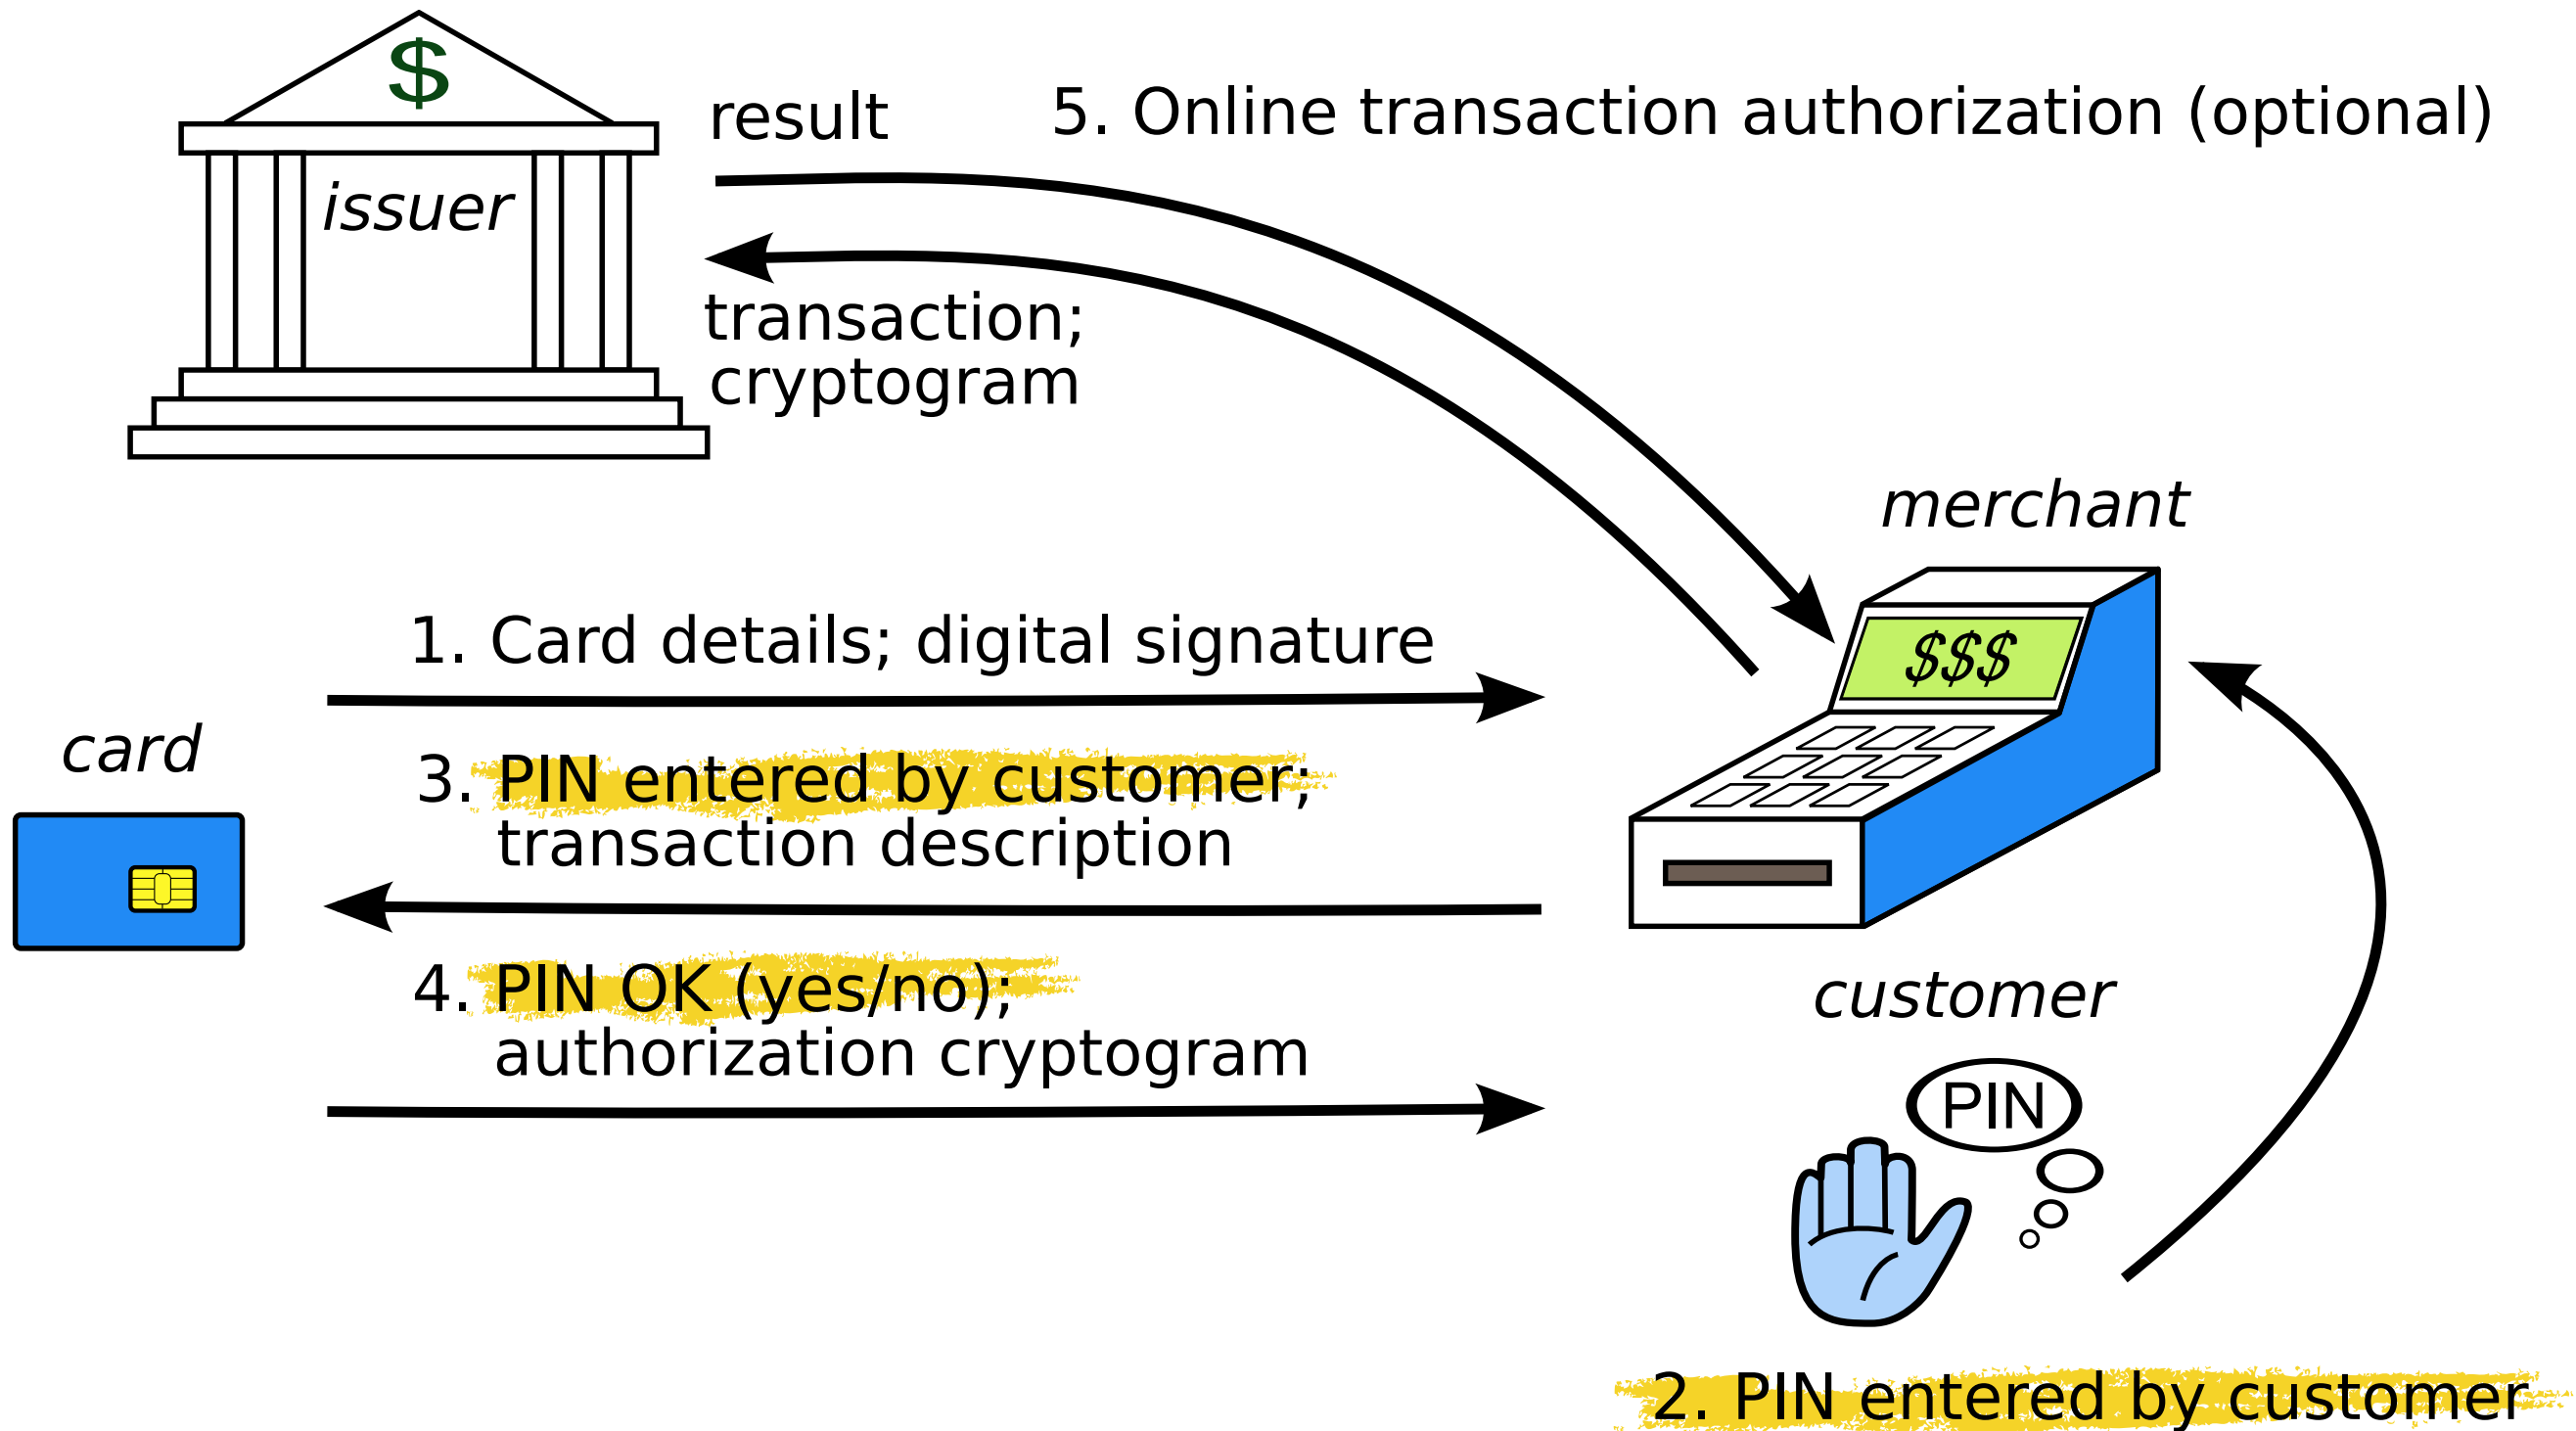 $
issuer
result
5. Online transaction authorization (optional)
transaction;
cryptogram
merchant
$$$
1. Card details; digital signature
card
3. PIN entered by customer;
transaction description
4. PIN OK (yes/no);
authorization cryptogram
customer
PIN
2. PIN entered by customer